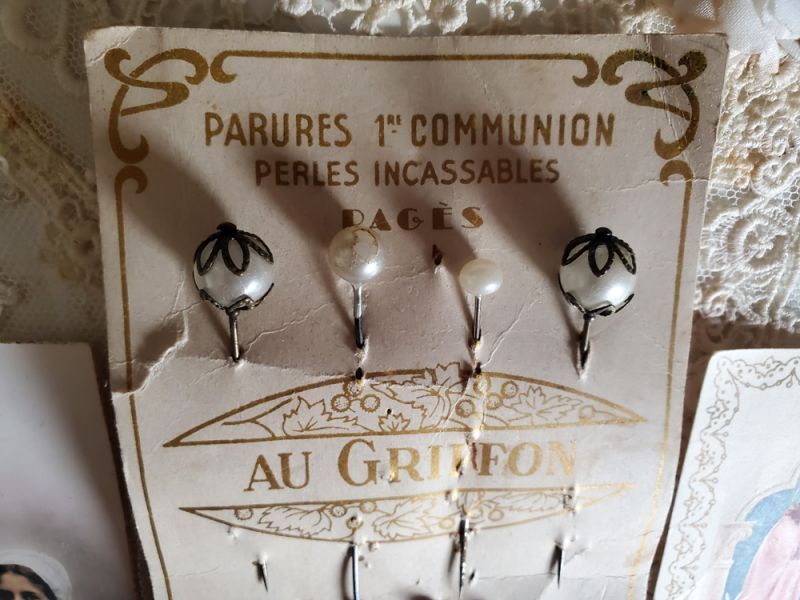 PARURES 1RE COMMUNION
PERLES INCASSABLES
PAGÈS
AU GRIFFON